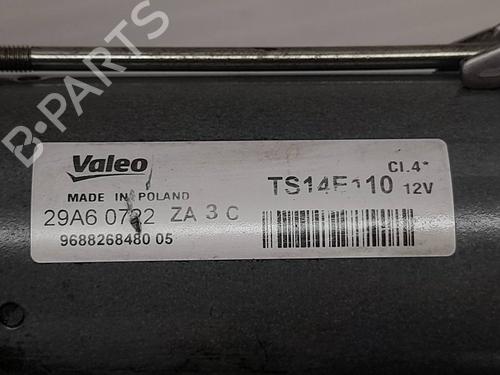 B-PARTS
Valeo
MADE IN POLAND
29A6 0722 ZA 3 C
9688268480 05
Cl.4*
TS14E110 12V